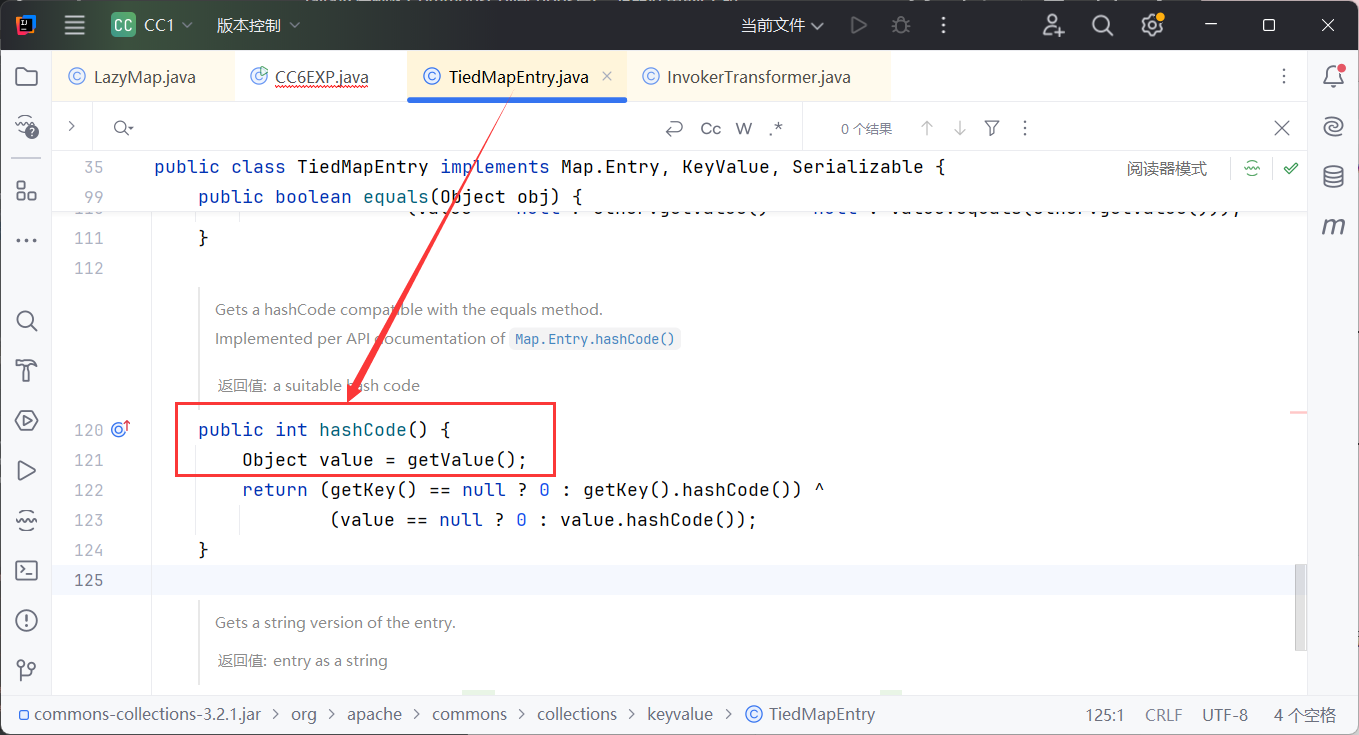 CC CC1 版本控制 当前文件
LazyMap.java CC6EXP.java TiedMapEntry.java InvokerTransformer.java
Cc W .* 0 个结果
35 public class TiedMapEntry implements Map.Entry, KeyValue, Serializable { 阅读器模式
99 public boolean equals(Object obj) {
111 }
112
Gets a hashCode compatible with the equals method.
Implemented per API documentation of Map.Entry.hashCode()
返回值: a suitable hash code
120 public int hashCode() {
121 Object value = getValue();
122 return (getKey() == null ? 0 : getKey().hashCode()) ^
123 (value == null ? 0 : value.hashCode());
124 }
125
Gets a string version of the entry.
返回值: entry as a string
commons-collections-3.2.1.jar > org > apache > commons > collections > keyvalue > TiedMapEntry 125:1 CRLF UTF-8 4 个空格